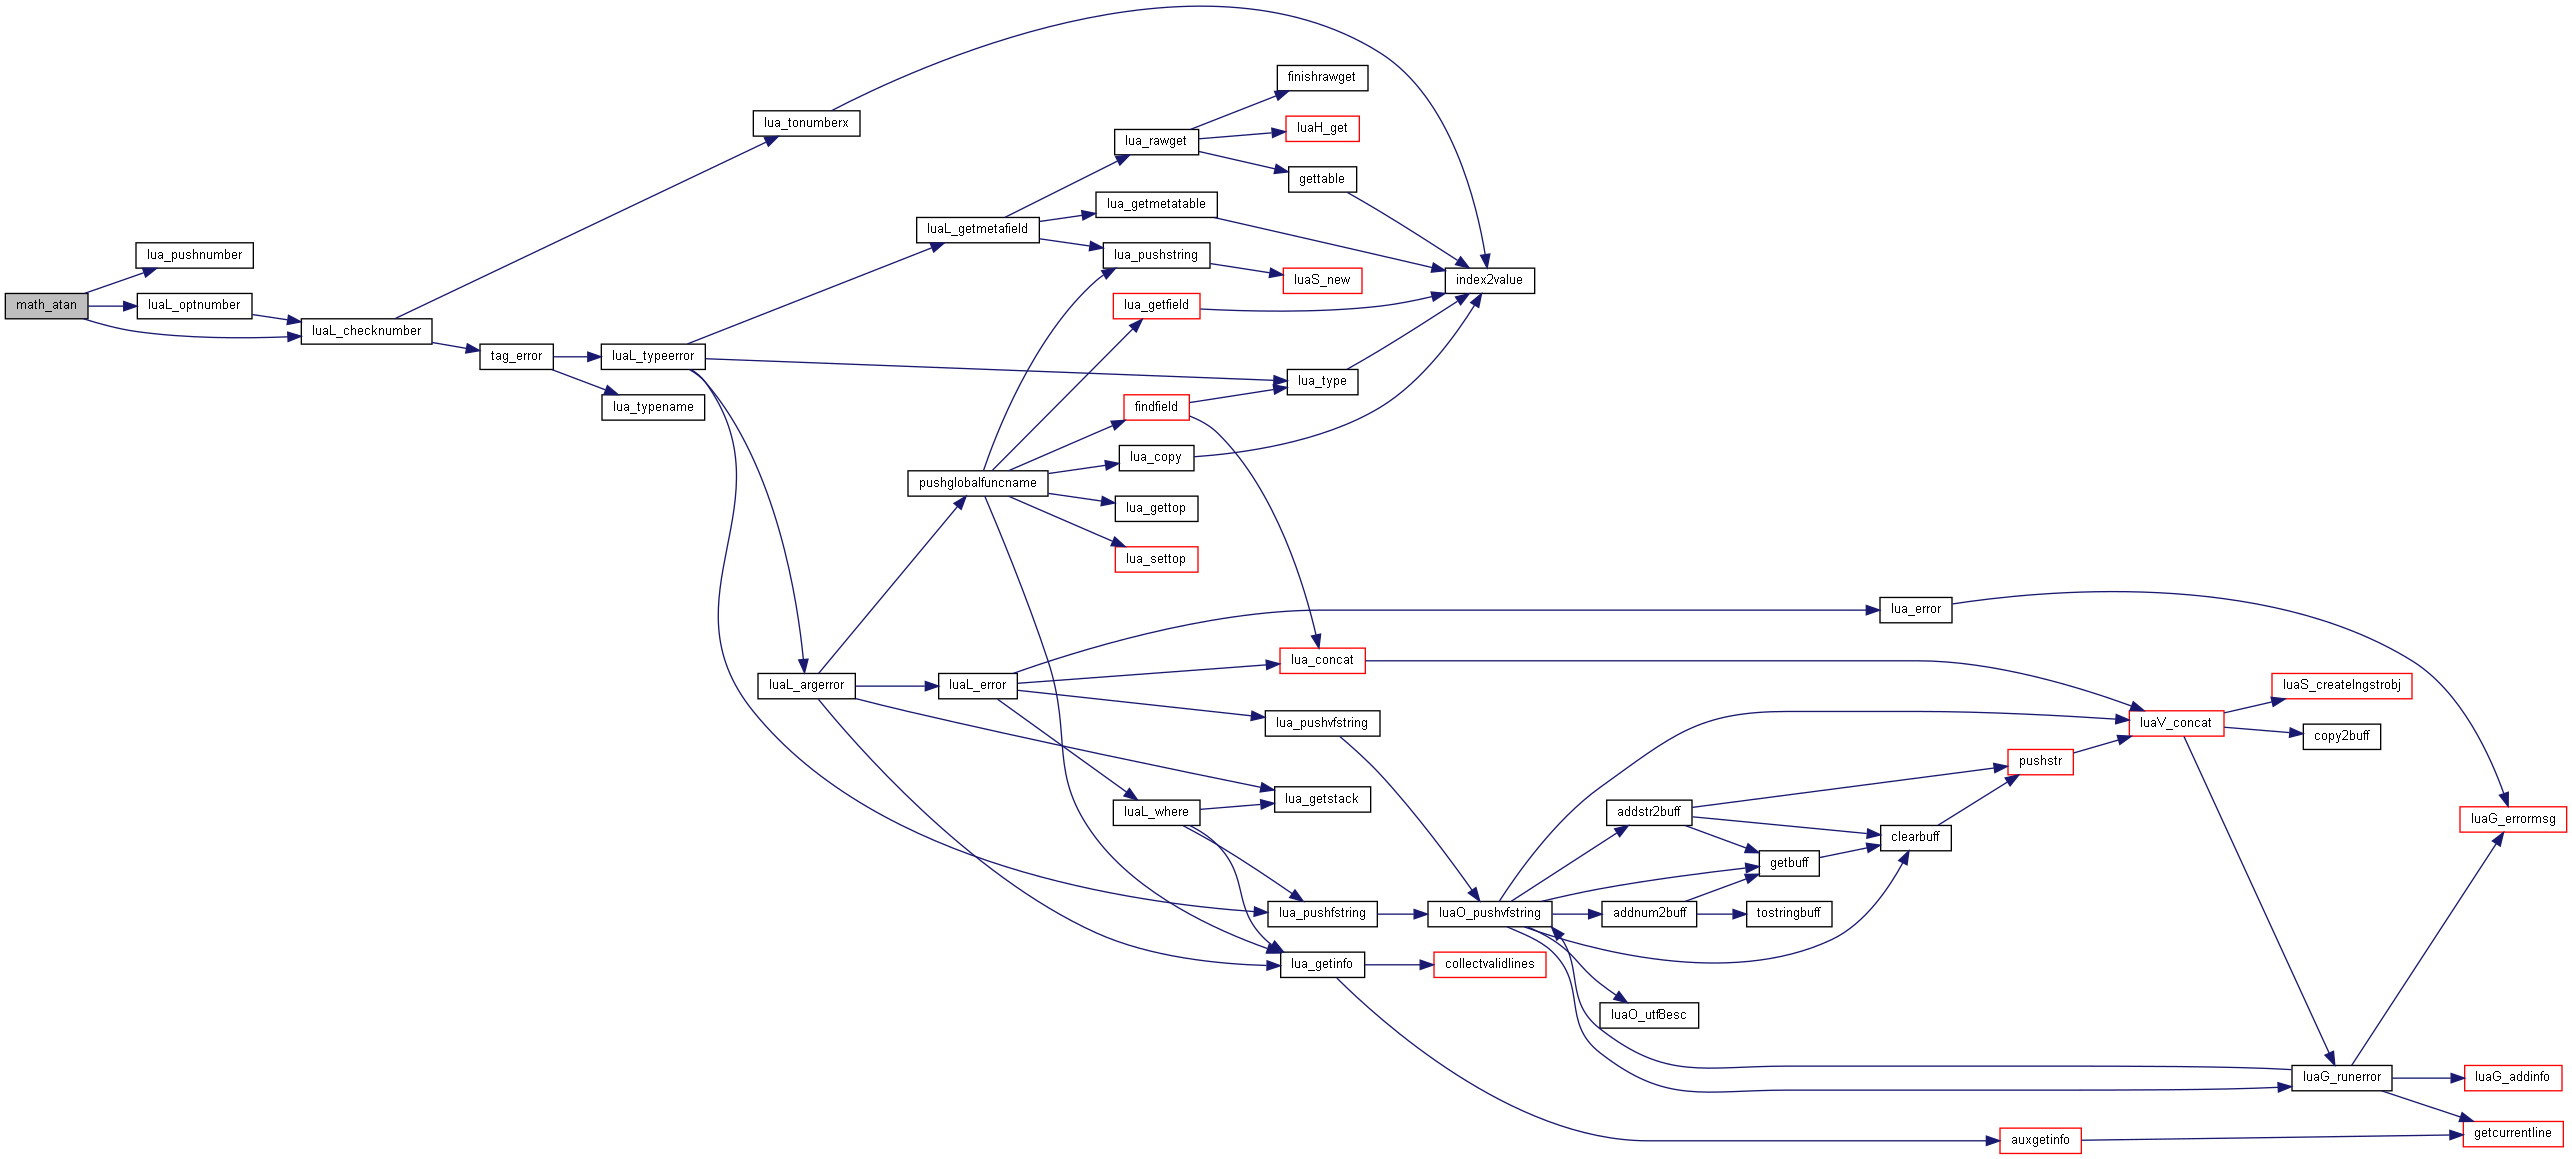 math_atan
lua_pushnumber
luaL_optnumber
luaL_checknumber
lua_tonumberx
tag_error
luaL_typeerror
lua_typename
luaL_getmetafield
lua_rawget
finishrawget
luaH_get
gettable
lua_getmetatable
lua_pushstring
luaS_new
index2value
lua_getfield
lua_type
findfield
lua_copy
pushglobalfuncname
lua_gettop
lua_settop
lua_error
lua_concat
luaL_argerror
luaL_error
lua_pushvfstring
luaS_createlngstrobj
luaV_concat
copy2buff
pushstr
lua_getstack
luaL_where
addstr2buff
clearbuff
luaG_errormsg
getbuff
lua_pushfstring
luaO_pushvfstring
addnum2buff
tostringbuff
lua_getinfo
collectvalidlines
luaO_utf8esc
luaG_runerror
luaG_addinfo
auxgetinfo
getcurrentline